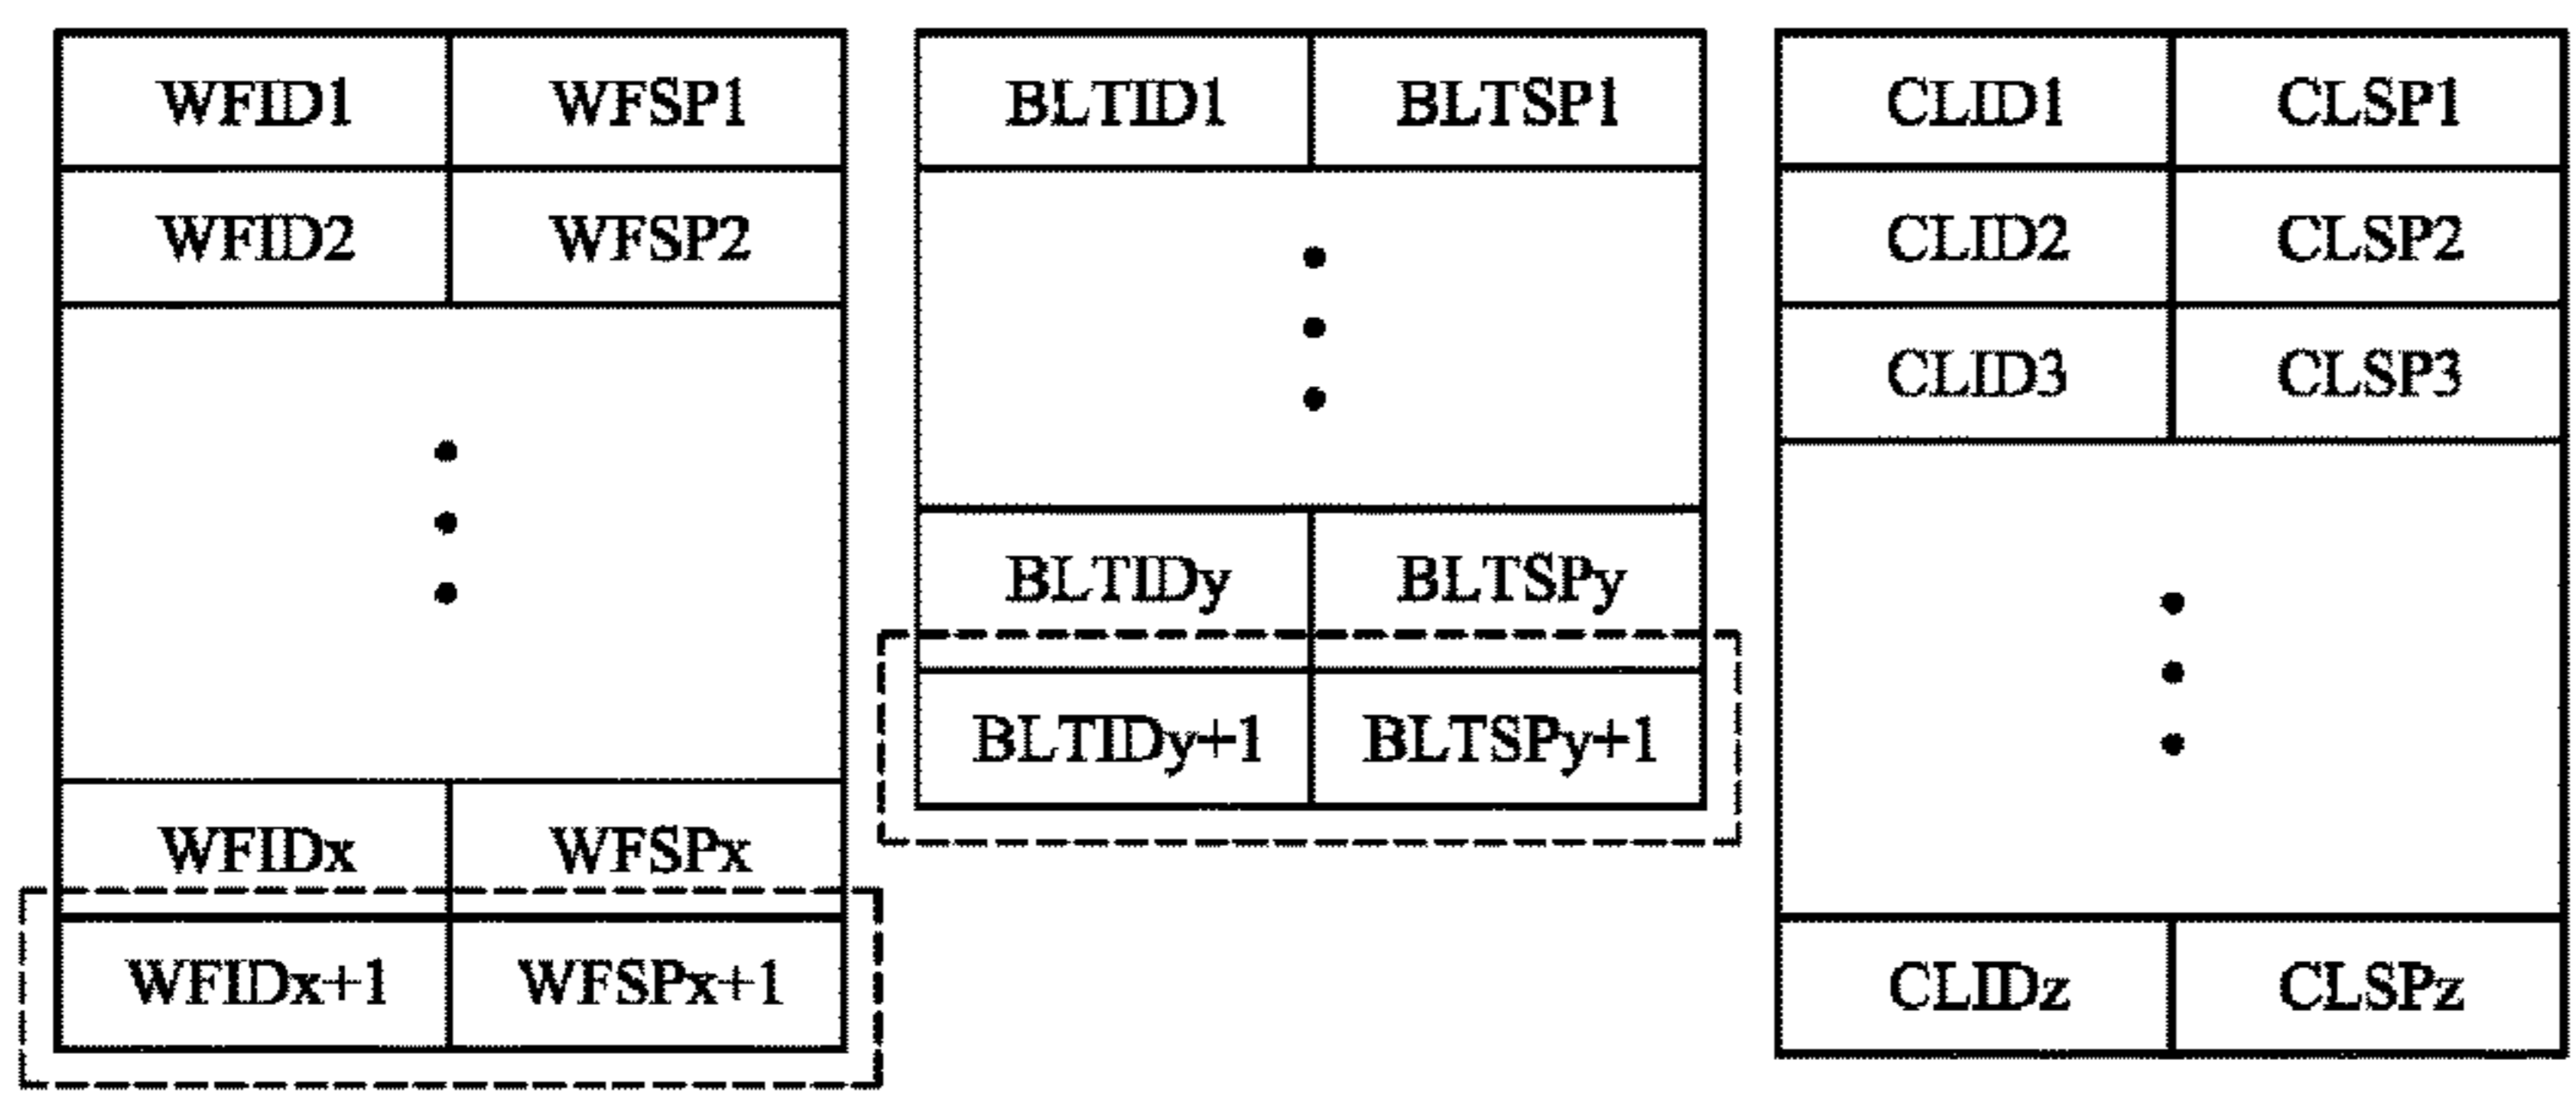 WFID1 WFSP1
WFID2 WFSP2
WFIDx WFSPx
WFIDx+1 WFSPx+1
BLTID1 BLTSP1
BLTIDy BLTSPy
BLTIDy+1 BLTSPy+1
CLID1 CLSP1
CLID2 CLSP2
CLID3 CLSP3
CLIDz CLSPz